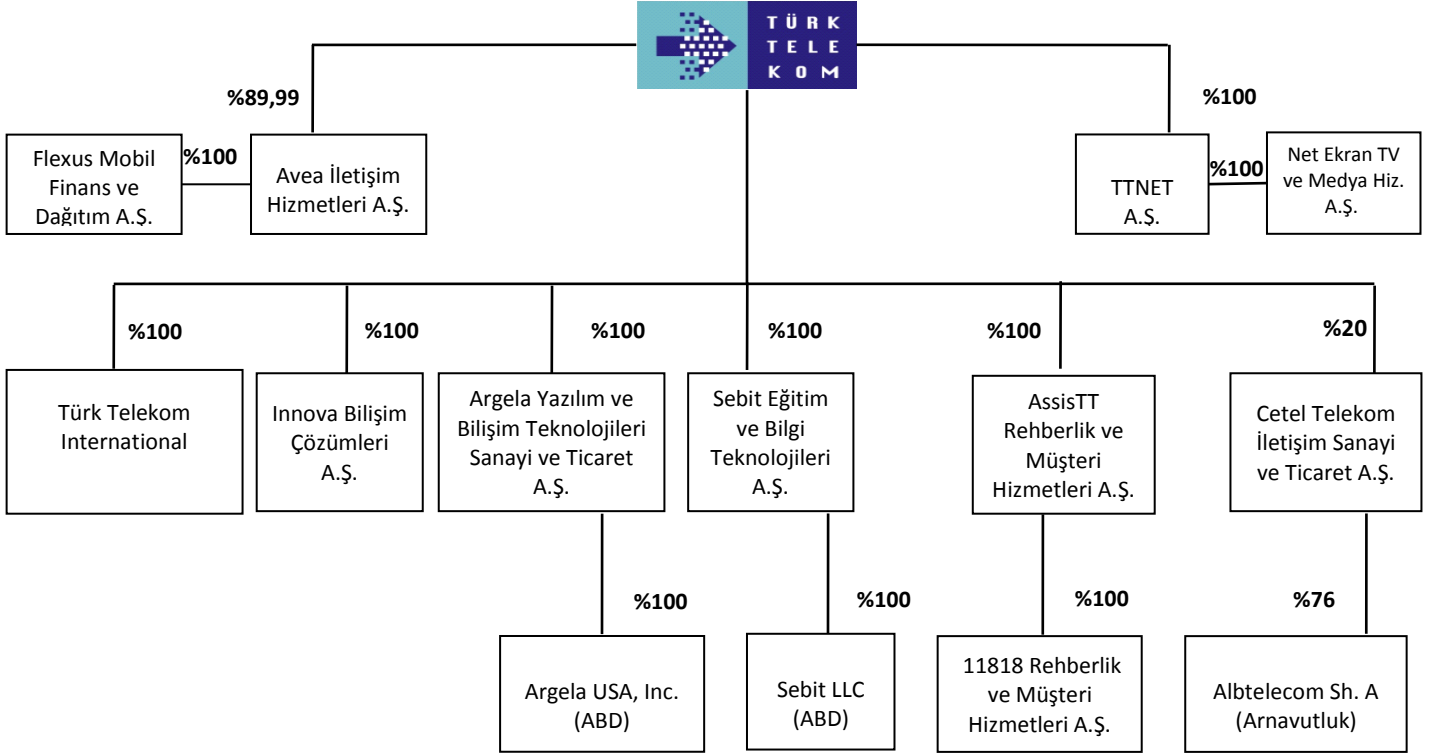 TÜRK
TELE
KOM
%89,99
%100
Flexus Mobil
Finans ve
Dağıtım A.Ş.
%100
Avea İletişim
Hizmetleri A.Ş.
TTNET
A.Ş.
%100
Net Ekran TV
ve Medya Hiz.
A.Ş.
%100
%100
%100
%100
%100
%20
Türk Telekom
International
Innova Bilişim
Çözümleri
A.Ş.
Argela Yazılım ve
Bilişim Teknolojileri
Sanayi ve Ticaret
A.Ş.
Sebit Eğitim
ve Bilgi
Teknolojileri
A.Ş.
AssisTT
Rehberlik ve
Müşteri
Hizmetleri A.Ş.
Cetel Telekom
İletişim Sanayi
ve Ticaret A.Ş.
%100
%100
%100
%76
Argela USA, Inc.
(ABD)
Sebit LLC
(ABD)
11818 Rehberlik
ve Müşteri
Hizmetleri A.Ş.
Albtelecom Sh. A
(Arnavutluk)